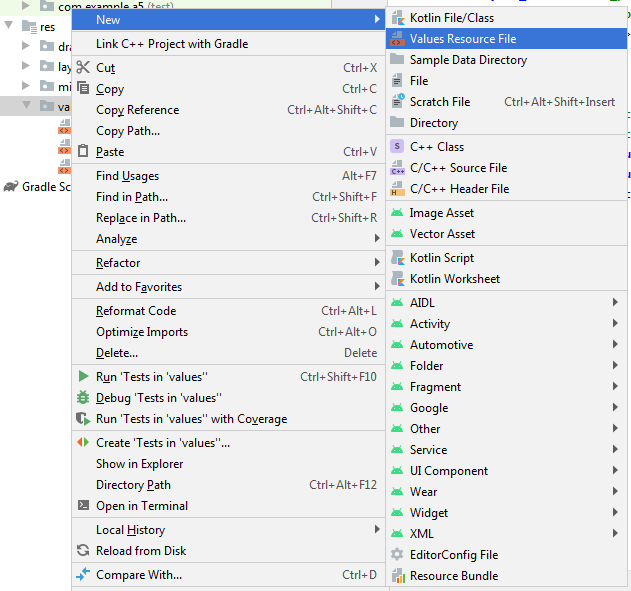 com.example.a5 (test)
res
dra
lay
mi
va
Gradle Sc
New
Link C++ Project with Gradle
Cut Ctrl+X
Copy Ctrl+C
Copy Reference Ctrl+Alt+Shift+C
Copy Path...
Paste Ctrl+V
Find Usages Alt+F7
Find in Path... Ctrl+Shift+F
Replace in Path... Ctrl+Shift+R
Analyze
Refactor
Add to Favorites
Reformat Code Ctrl+Alt+L
Optimize Imports Ctrl+Alt+O
Delete... Delete
Run 'Tests in 'values'' Ctrl+Shift+F10
Debug 'Tests in 'values''
Run 'Tests in 'values'' with Coverage
Create 'Tests in 'values''...
Show in Explorer
Directory Path Ctrl+Alt+F12
Open in Terminal
Local History
Reload from Disk
Compare With... Ctrl+D
Kotlin File/Class
Values Resource File
Sample Data Directory
File
Scratch File Ctrl+Alt+Shift+Insert
Directory
C++ Class
C/C++ Source File
C/C++ Header File
Image Asset
Vector Asset
Kotlin Script
Kotlin Worksheet
AIDL
Activity
Automotive
Folder
Fragment
Google
Other
Service
UI Component
Wear
Widget
XML
EditorConfig File
Resource Bundle